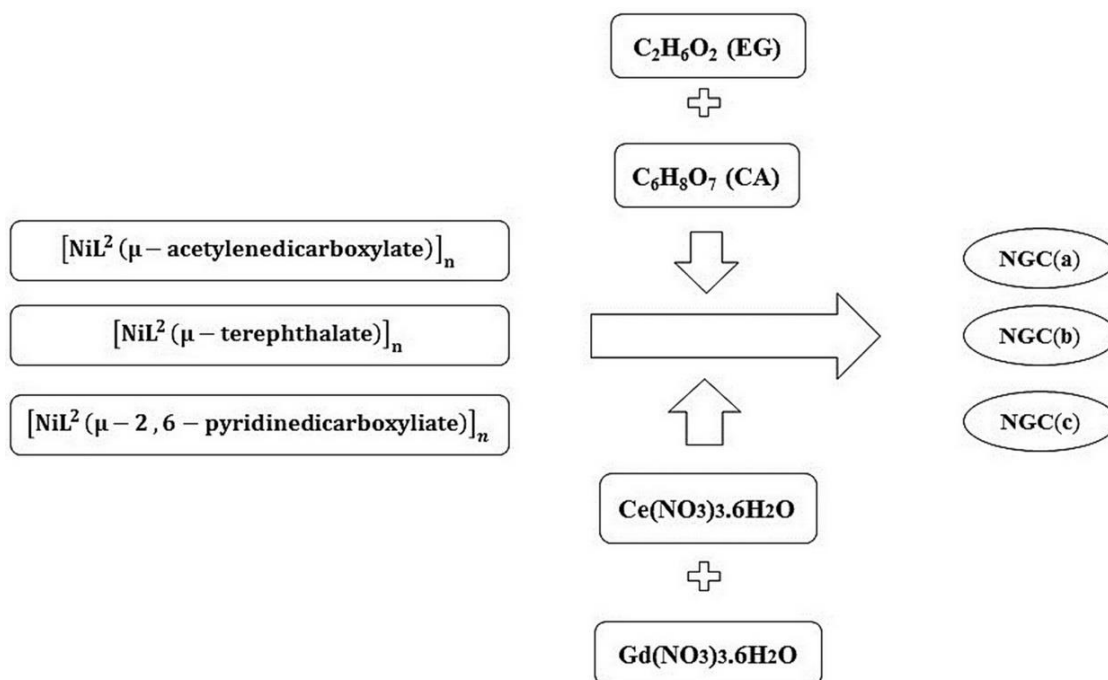 C₂H₆O₂ (EG)
C₆H₈O₇ (CA)
[NiL² (μ − acetylenedicarboxylate)]ₙ
[NiL² (μ − terephthalate)]ₙ
[NiL² (μ − 2 , 6 − pyridinedicarboxyliate)]ₙ
NGC(a)
NGC(b)
NGC(c)
Ce(NO3)3.6H2O
Gd(NO3)3.6H2O